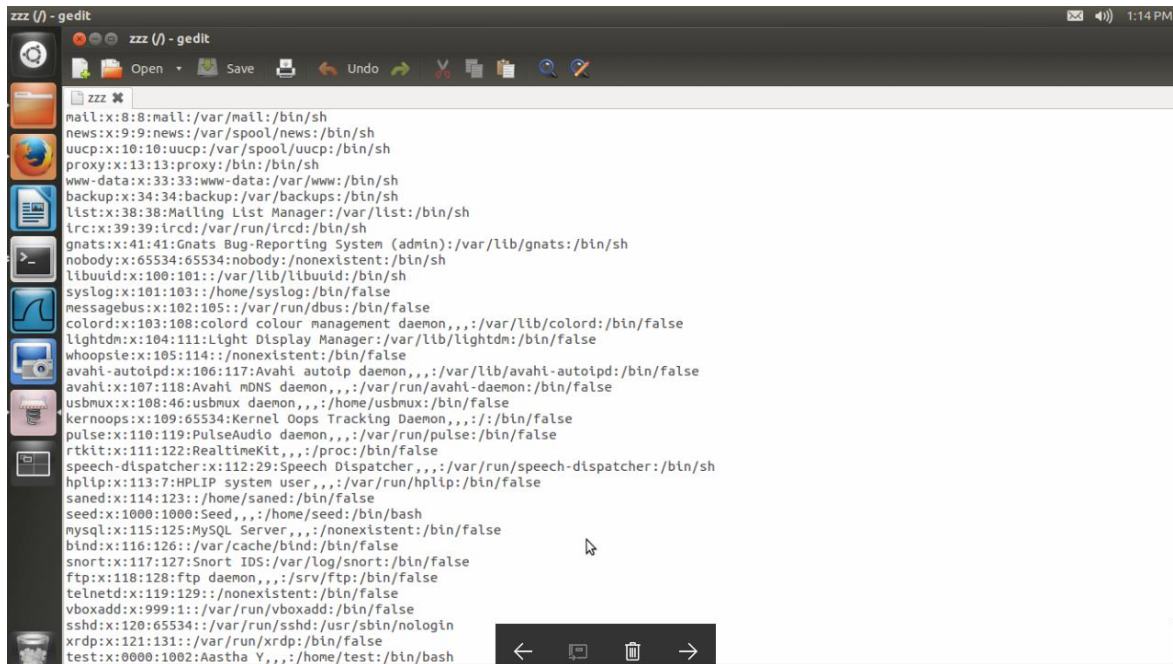 zzz (/) - gedit
1:14 PM
zzz (/) - gedit
Open Save Undo
zzz
mail:x:8:8:mail:/var/mail:/bin/sh
news:x:9:9:news:/var/spool/news:/bin/sh
uucp:x:10:10:uucp:/var/spool/uucp:/bin/sh
proxy:x:13:13:proxy:/bin:/bin/sh
www-data:x:33:33:www-data:/var/www:/bin/sh
backup:x:34:34:backup:/var/backups:/bin/sh
list:x:38:38:Mailing List Manager:/var/list:/bin/sh
irc:x:39:39:ircd:/var/run/ircd:/bin/sh
gnats:x:41:41:Gnats Bug-Reporting System (admin):/var/lib/gnats:/bin/sh
nobody:x:65534:65534:nobody:/nonexistent:/bin/sh
libuuid:x:100:101::/var/lib/libuuid:/bin/sh
syslog:x:101:103::/home/syslog:/bin/false
messagebus:x:102:105::/var/run/dbus:/bin/false
colord:x:103:108:colord colour management daemon,,,:/var/lib/colord:/bin/false
lightdm:x:104:111:Light Display Manager:/var/lib/lightdm:/bin/false
whoopsie:x:105:114::/nonexistent:/bin/false
avahi-autoipd:x:106:117:Avahi autoip daemon,,,:/var/lib/avahi-autoipd:/bin/false
avahi:x:107:118:Avahi mDNS daemon,,,:/var/run/avahi-daemon:/bin/false
usbmux:x:108:46:usbmux daemon,,,:/home/usbmux:/bin/false
kernoops:x:109:65534:Kernel Oops Tracking Daemon,,,:/:/bin/false
pulse:x:110:119:PulseAudio daemon,,,:/var/run/pulse:/bin/false
rtkit:x:111:122:RealtimeKit,,,:/proc:/bin/false
speech-dispatcher:x:112:29:Speech Dispatcher,,,:/var/run/speech-dispatcher:/bin/sh
hplip:x:113:7:HPLIP system user,,,:/var/run/hplip:/bin/false
saned:x:114:123::/home/saned:/bin/false
seed:x:1000:1000:Seed,,,:/home/seed:/bin/bash
mysql:x:115:125:MySQL Server,,,:/nonexistent:/bin/false
bind:x:116:126::/var/cache/bind:/bin/false
snort:x:117:127:Snort IDS:/var/log/snort:/bin/false
ftp:x:118:128:ftp daemon,,,:/srv/ftp:/bin/false
telnetd:x:119:129::/nonexistent:/bin/false
vboxadd:x:999:1::/var/run/vboxadd:/bin/false
sshd:x:120:65534::/var/run/sshd:/usr/sbin/nologin
xrdp:x:121:131::/var/run/xrdp:/bin/false
test:x:0000:1002:Aastha Y,,,:/home/test:/bin/bash